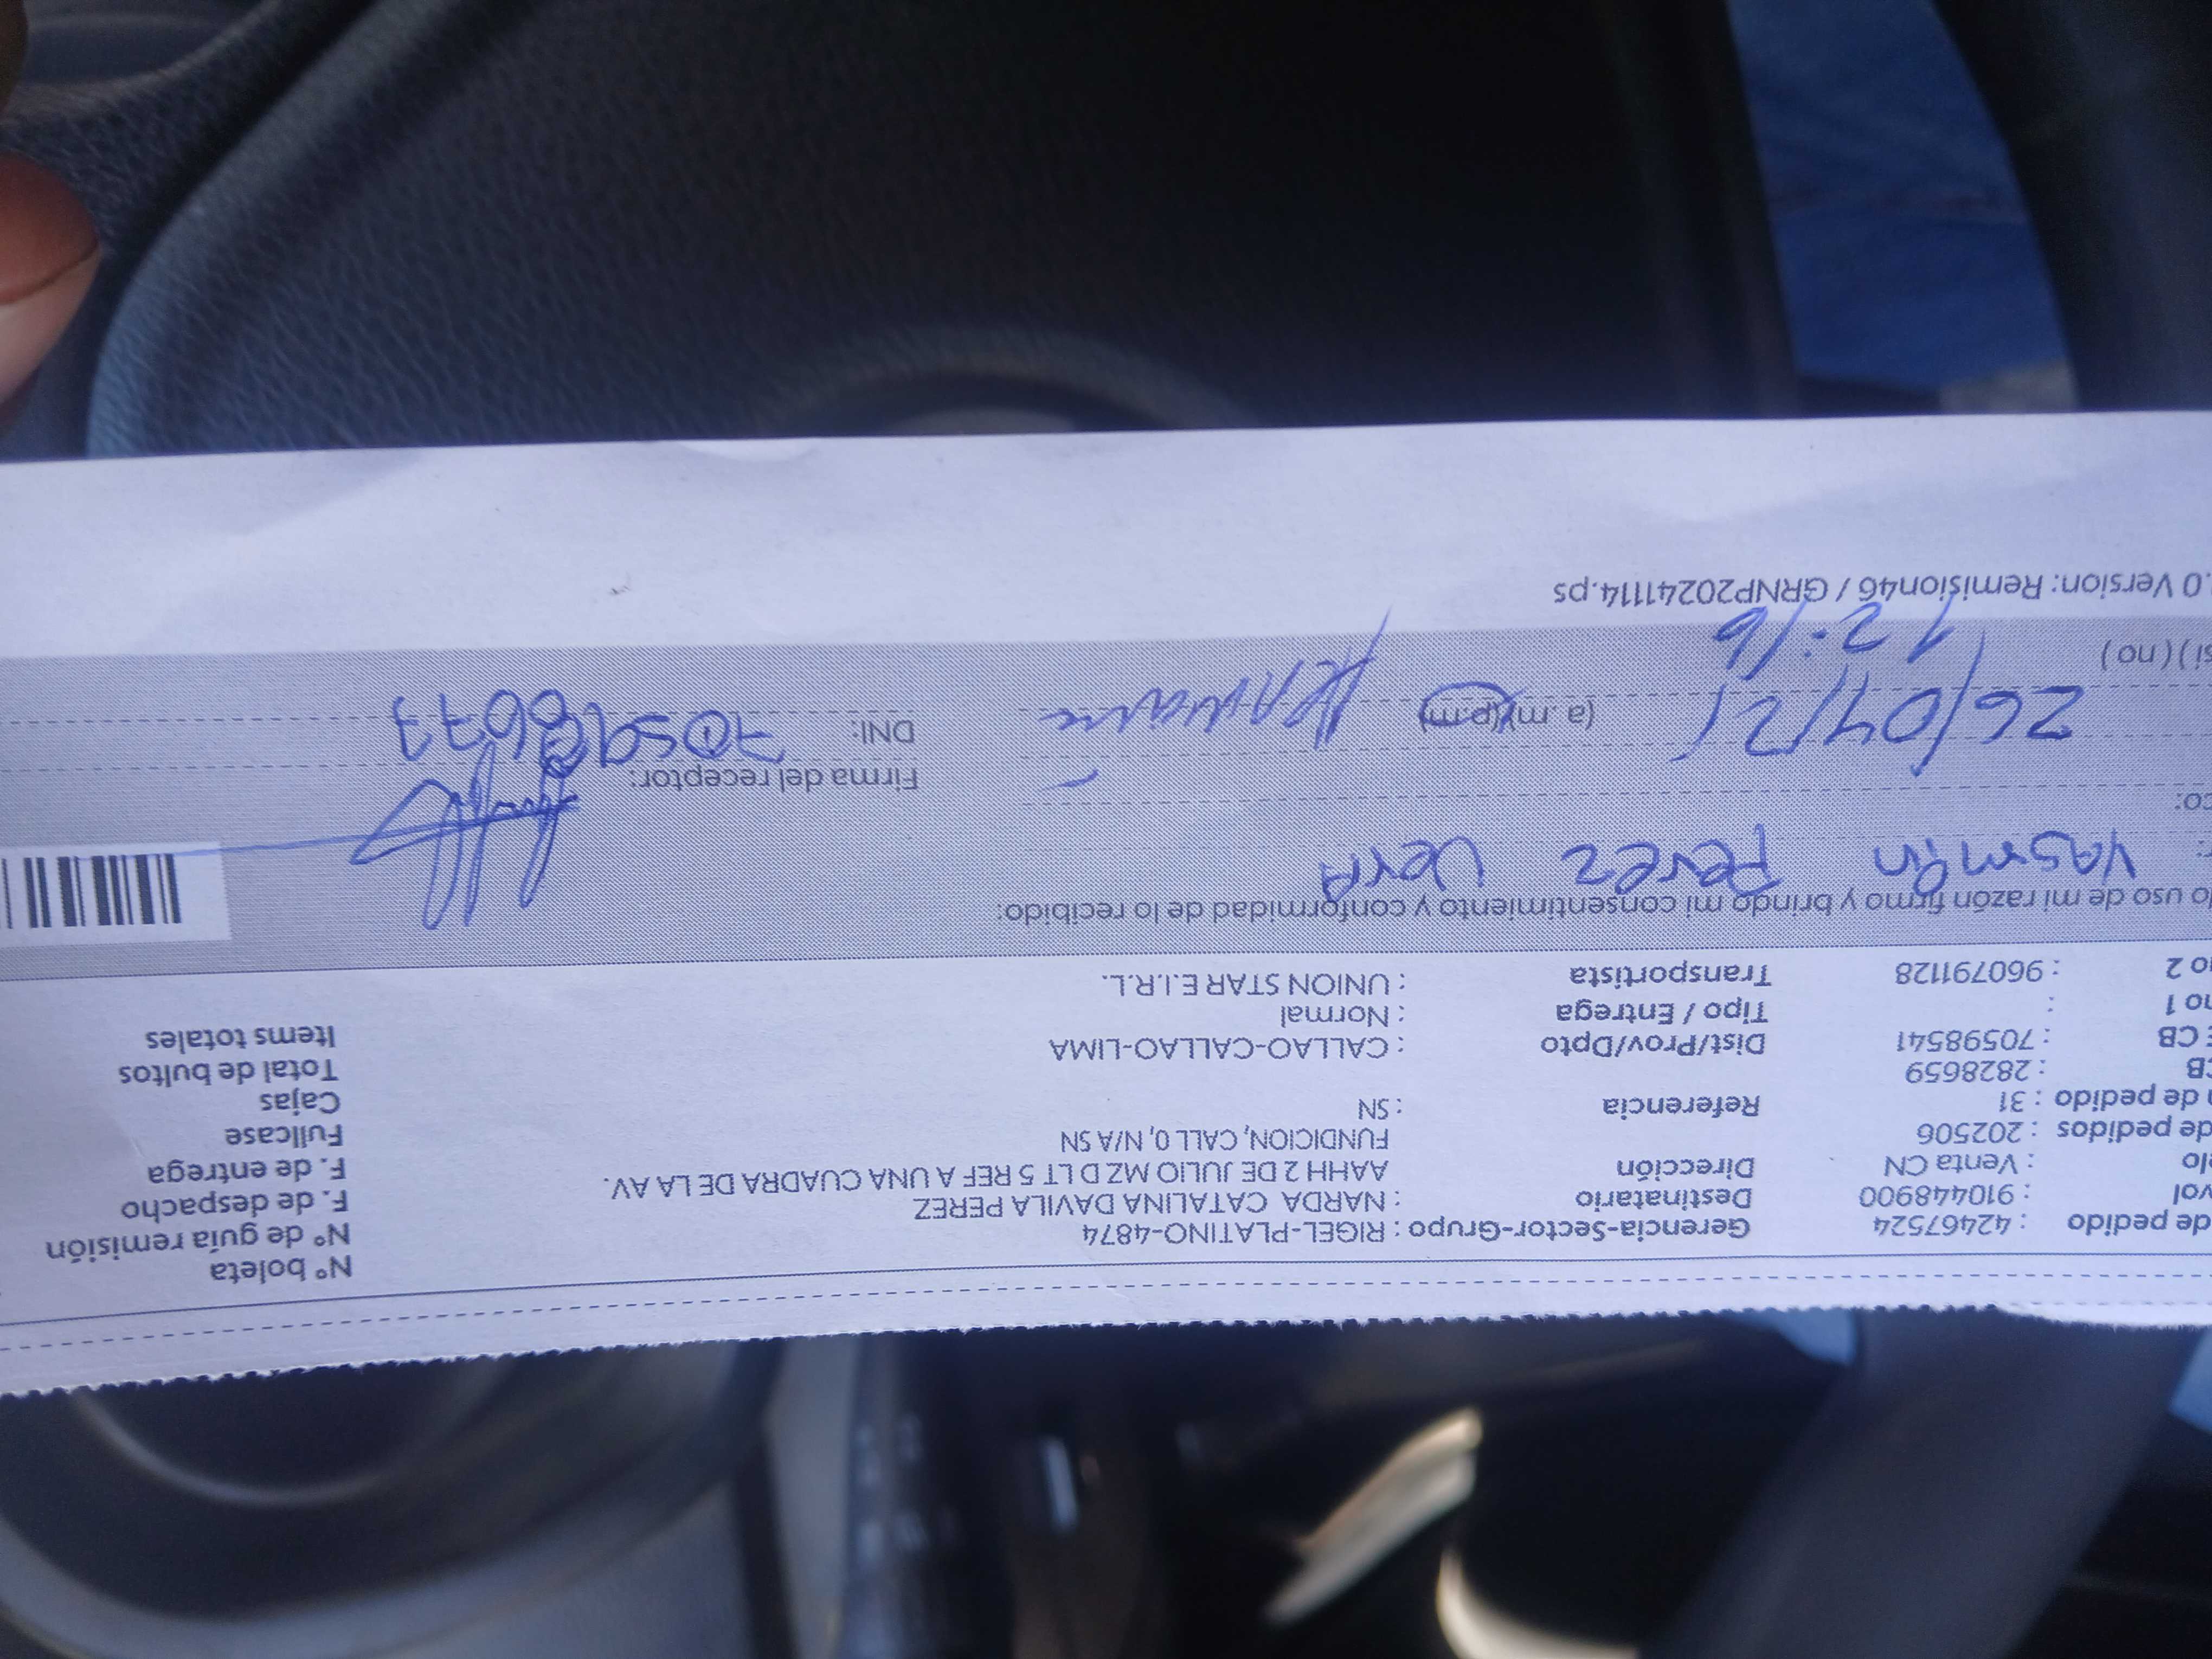 Nº boleta
de pedido : 42467524 Gerencia-Sector-Grupo : RIGEL-PLATINO-4874 Nº de guía remisión
vol : 910448900 Destinatario : NARDA CATALINA DAVILA PEREZ F. de despacho
lo : Venta CN Dirección AAHH 2 DE JULIO MZ D LT 5 REF A UNA CUADRA DE LA AV. F. de entrega
de pedidos : 202506 FUNDICION, CALL 0, N/A SN Fullcase
de pedido : 31 Referencia : SN Cajas
CB : 2828659 Total de bultos
CB : 70598541 Dist/Prov/Dpto : CALLAO-CALLAO-LIMA Items totales
no 1 : Tipo / Entrega : Normal
o 2 : 960791128 Transportista : UNION STAR E.I.R.L.
do uso de mi razón firmo y brindo mi consentimiento y conformidad de lo recibido:
Yasmin Perez Vera
co:
Firma del receptor:
26/04/21 (a.m)(p.m) DNI:
si ) ( no ) 12:16
.0 Version: Remision46 / GRNP20241114.ps